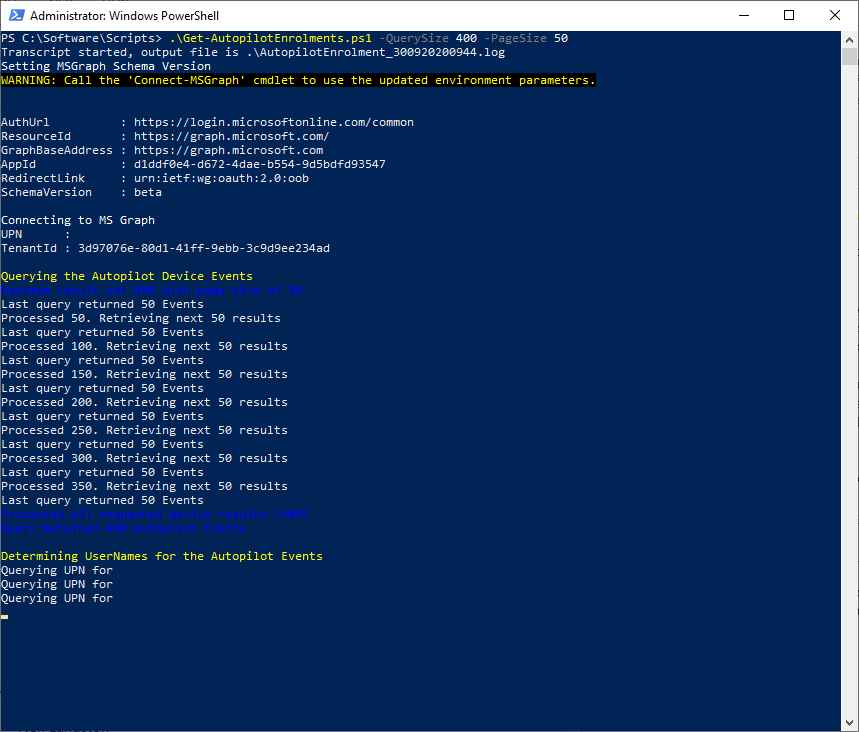 Administrator: Windows PowerShell
PS C:\Software\Scripts> .\Get-AutopilotEnrolments.ps1 -QuerySize 400 -PageSize 50
Transcript started, output file is .\AutopilotEnrolment_300920200944.log
Setting MSGraph Schema Version
WARNING: Call the 'Connect-MSGraph' cmdlet to use the updated environment parameters.
AuthUrl : https://login.microsoftonline.com/common
ResourceId : https://graph.microsoft.com/
GraphBaseAddress : https://graph.microsoft.com
AppId : d1ddf0e4-d672-4dae-b554-9d5bdfd93547
RedirectLink : urn:ietf:wg:oauth:2.0:oob
SchemaVersion : beta
Connecting to MS Graph
UPN :
TenantId : 3d97076e-80d1-41ff-9ebb-3c9d9ee234ad
Querying the Autopilot Device Events
Maximum result set 400 with page size of 50
Last query returned 50 Events
Processed 50. Retrieving next 50 results
Last query returned 50 Events
Processed 100. Retrieving next 50 results
Last query returned 50 Events
Processed 150. Retrieving next 50 results
Last query returned 50 Events
Processed 200. Retrieving next 50 results
Last query returned 50 Events
Processed 250. Retrieving next 50 results
Last query returned 50 Events
Processed 300. Retrieving next 50 results
Last query returned 50 Events
Processed 350. Retrieving next 50 results
Last query returned 50 Events
Processed all requested device results (400)
Query Returned 400 Autopilot Events
Determining UserNames for the Autopilot Events
Querying UPN for
Querying UPN for
Querying UPN for